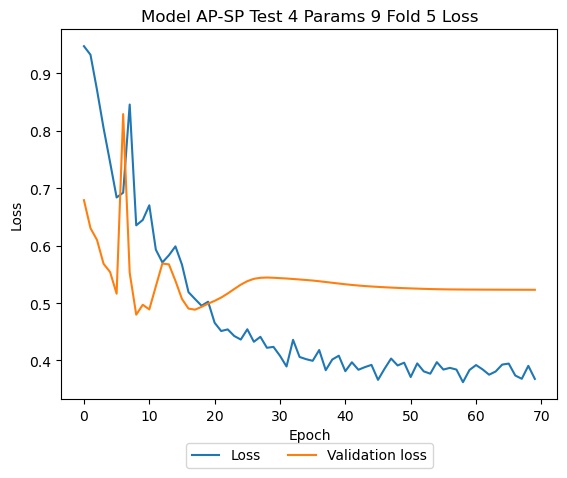 Model AP-SP Test 4 Params 9 Fold 5 Loss
Loss
0.9
0.8
0.7
0.6
0.5
0.4
0 10 20 30 40 50 60 70
Epoch
Loss Validation loss